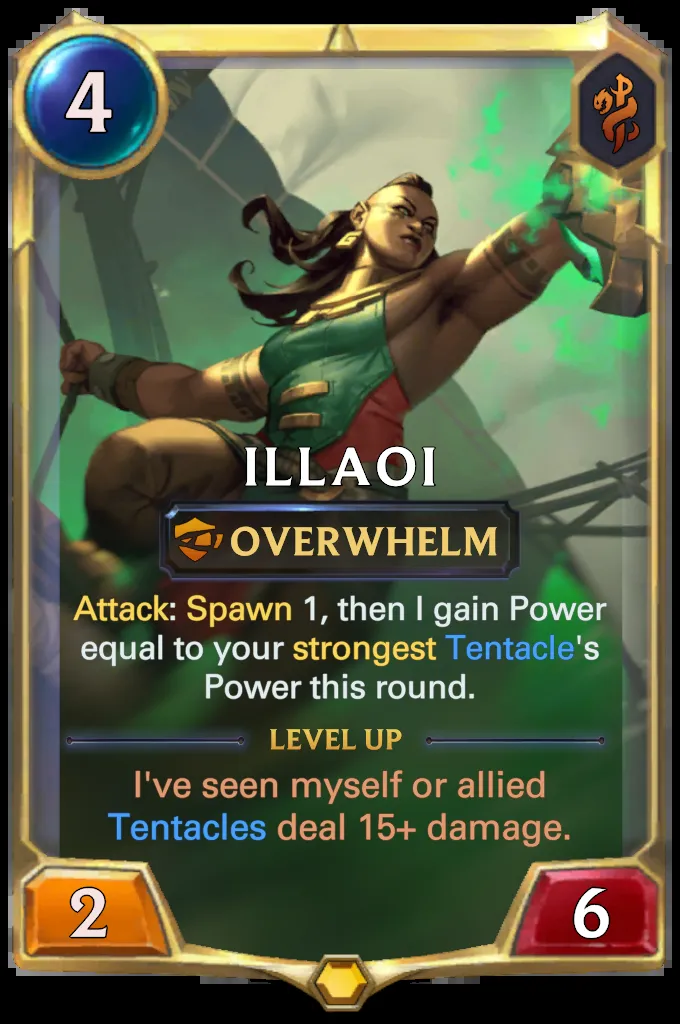 4
ILLAOI
OVERWHELM
Attack: Spawn 1, then I gain Power
equal to your strongest Tentacle's
Power this round.
LEVEL UP
I've seen myself or allied
Tentacles deal 15+ damage.
2
6